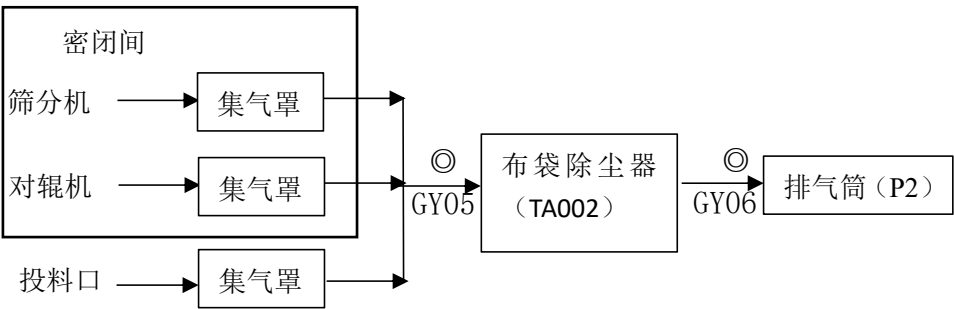 密闭间
筛分机
集气罩
对辊机
集气罩
投料口
集气罩
◎
GY05
布袋除尘器
（TA002）
◎
GY06
排气筒（P2）